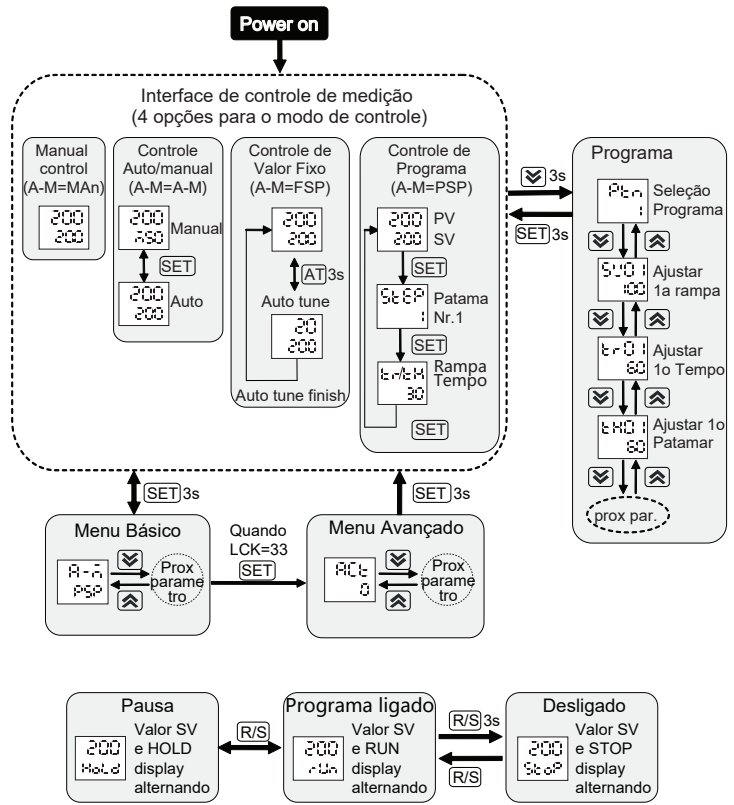 Power on
Interface de controle de medição
(4 opções para o modo de controle)
Manual
control
(A-M=MAn)
200
200
Controle
Auto/manual
(A-M=A-M)
200
A50
Manual
SET
200
200
Auto
Controle de
Valor Fixo
(A-M=FSP)
200
200
AT 3s
Auto tune
20
200
Auto tune finish
Controle de
Programa
(A-M=PSP)
200
200
PV
SV
SET
StEP
1
Patama
Nr.1
SET
tr/tH
30
Rampa
Tempo
SET
3s
SET 3s
Programa
Ptn
1
Seleção
Programa
SV01
100
Ajustar
1a rampa
tr01
60
Ajustar
1o Tempo
tH01
60
Ajustar 1o
Patamar
prox par.
SET 3s
SET 3s
Menu Básico
A-M
PSP
Prox
parame
tro
Quando
LCK=33
SET
Menu Avançado
ACt
0
Prox
parame
tro
Pausa
200
HoLd
Valor SV
e HOLD
display
alternando
R/S
Programa ligado
200
rUn
Valor SV
e RUN
display
alternando
R/S 3s
R/S
Desligado
200
StoP
Valor SV
e STOP
display
alternando